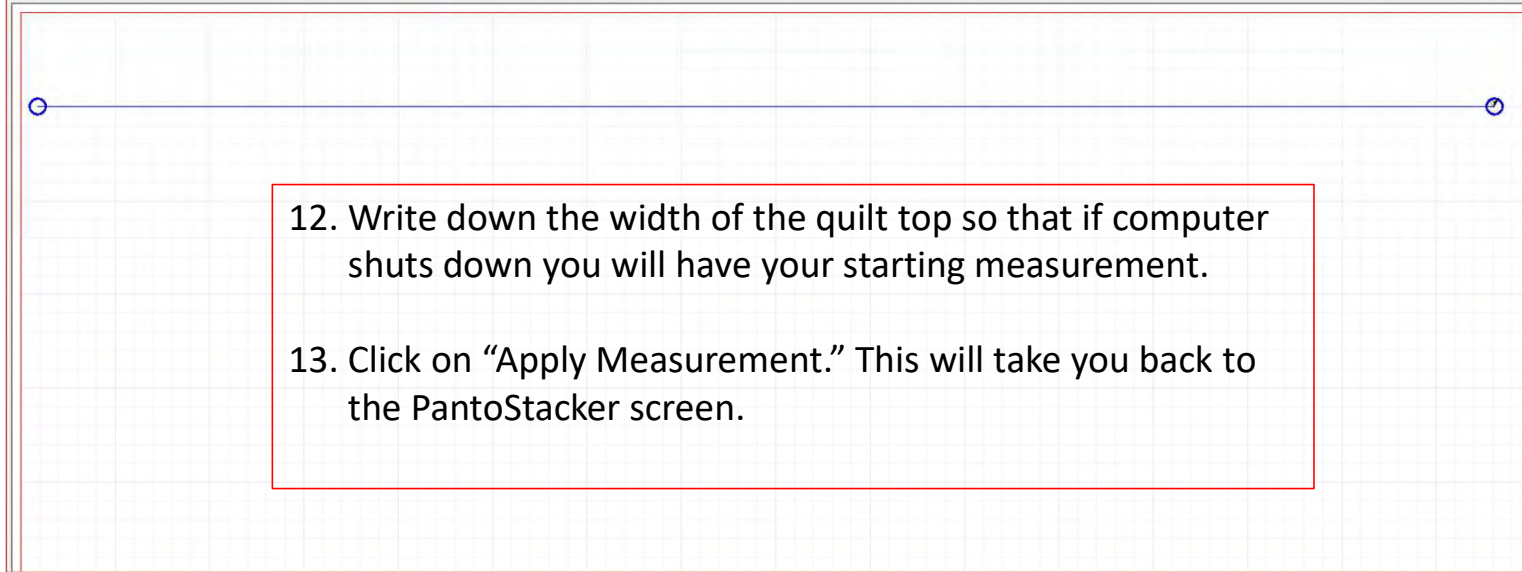 12. Write down the width of the quilt top so that if computer
shuts down you will have your starting measurement.
13. Click on “Apply Measurement.” This will take you back to
the PantoStacker screen.